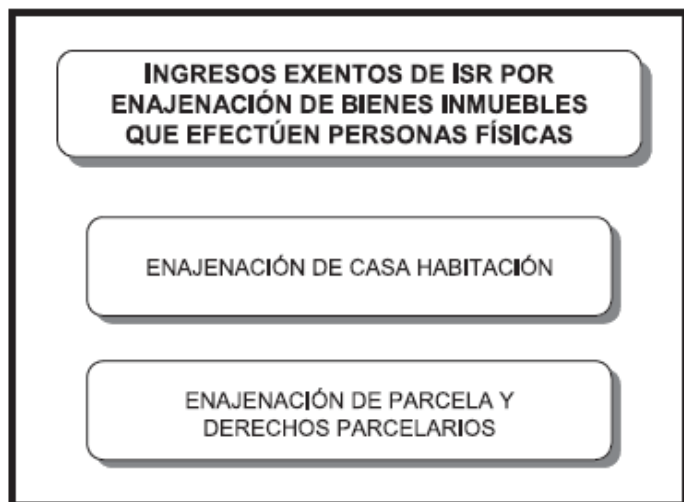 INGRESOS EXENTOS DE ISR POR
ENAJENACIÓN DE BIENES INMUEBLES
QUE EFECTÚEN PERSONAS FÍSICAS
ENAJENACIÓN DE CASA HABITACIÓN
ENAJENACIÓN DE PARCELA Y
DERECHOS PARCELARIOS